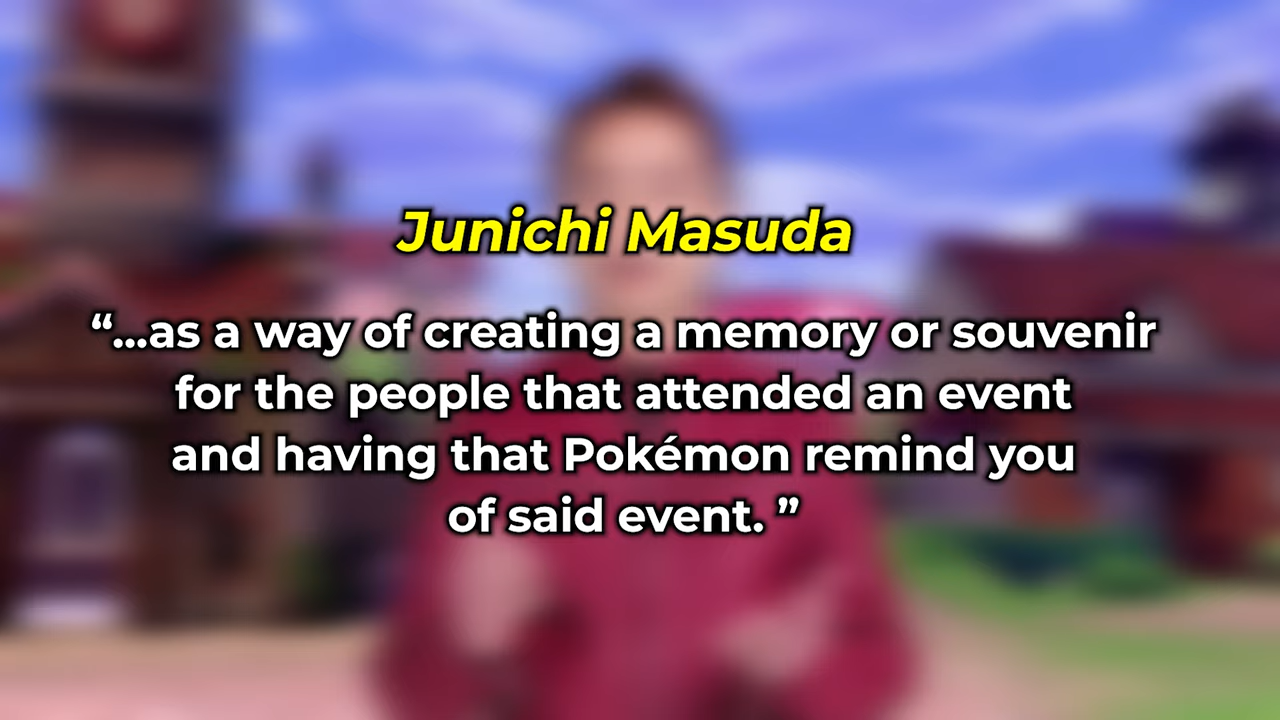 Junichi Masuda
“...as a way of creating a memory or souvenir
for the people that attended an event
and having that Pokémon remind you
of said event. ”